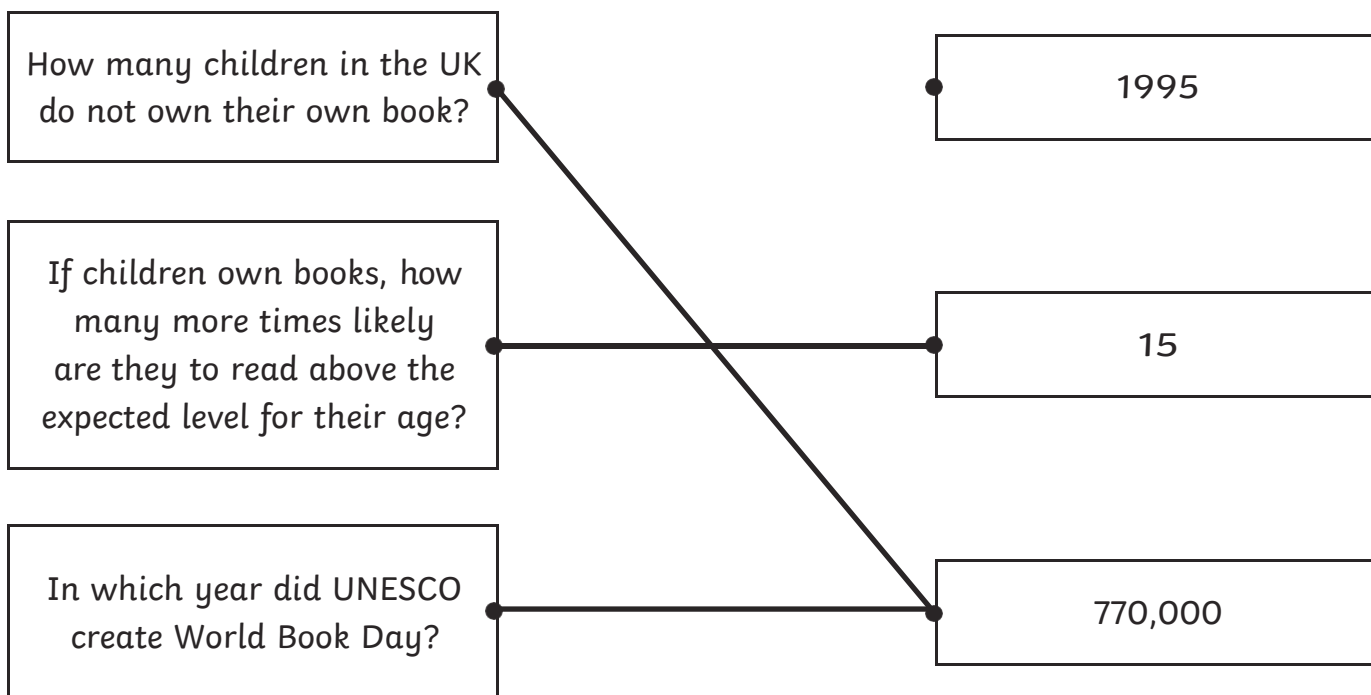 How many children in the UK
do not own their own book?
1995
If children own books, how
many more times likely
are they to read above the
expected level for their age?
15
In which year did UNESCO
create World Book Day?
770,000